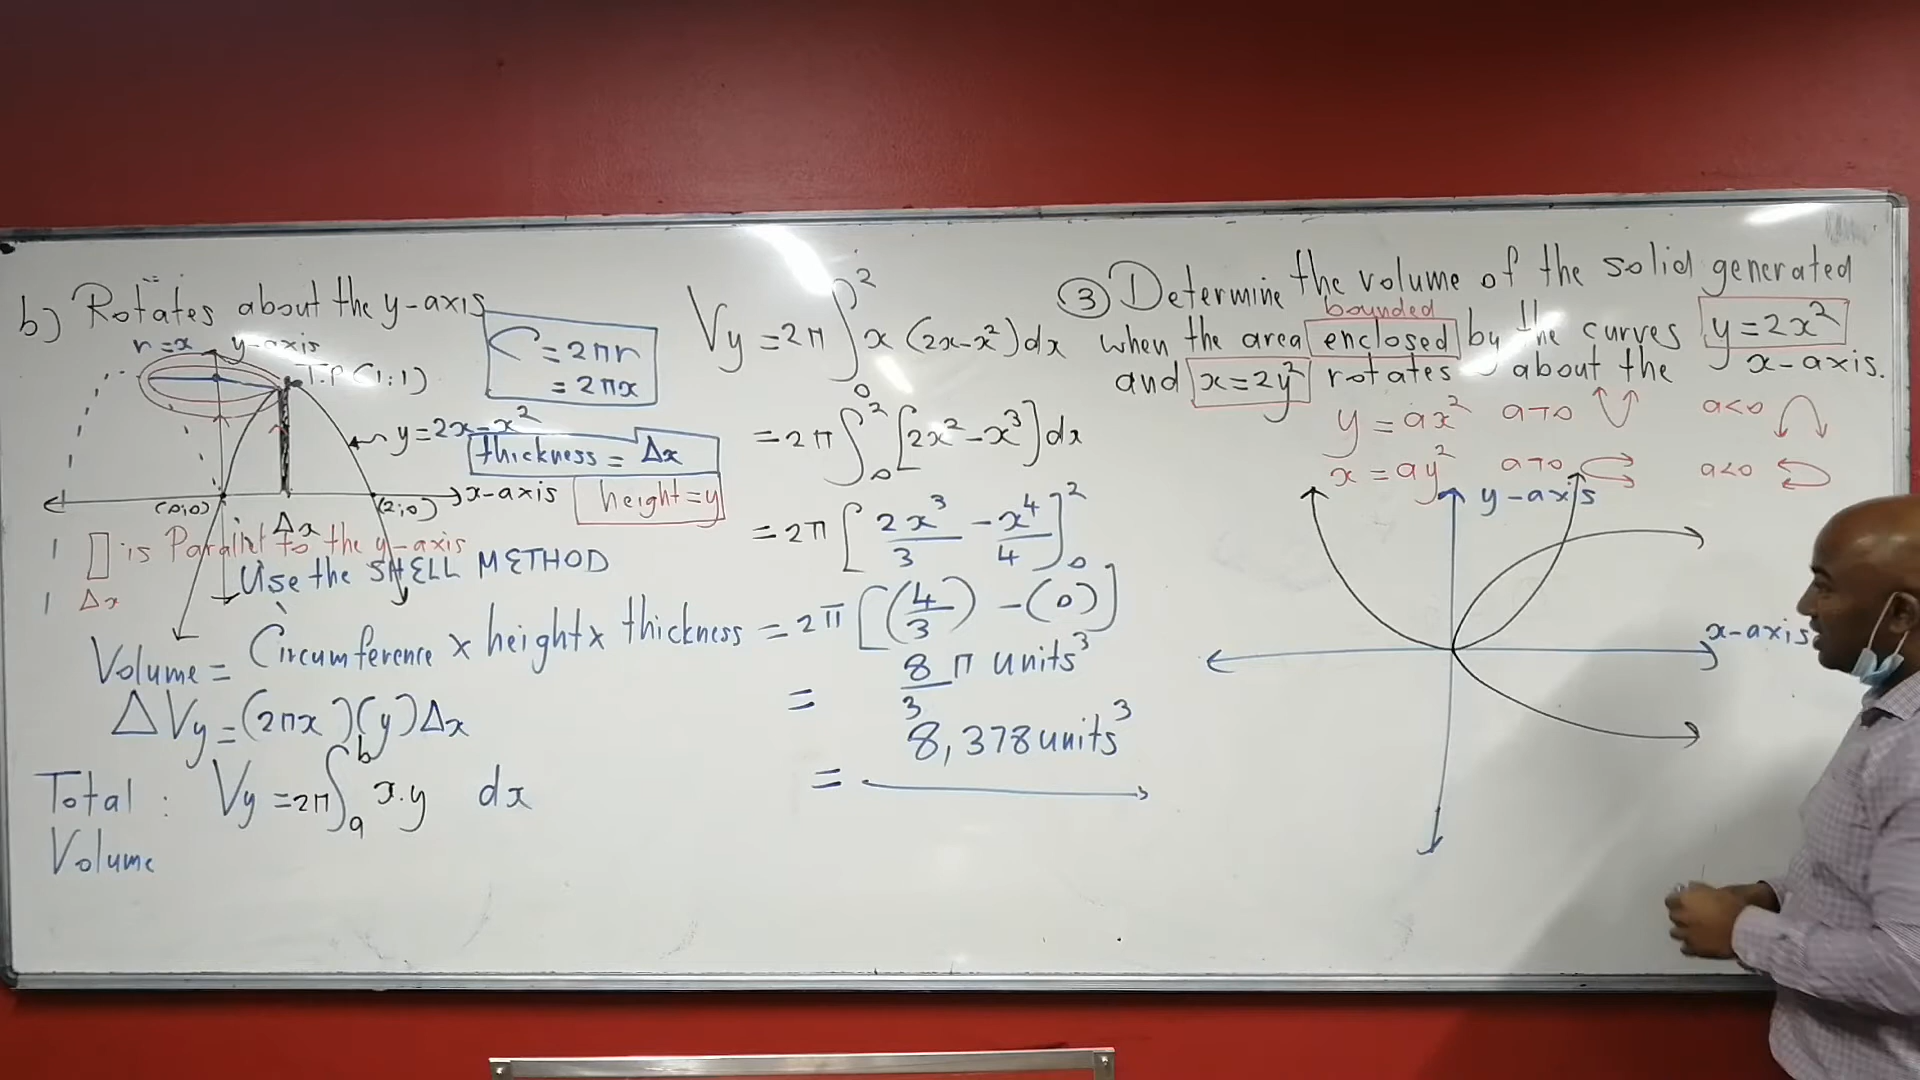 b) Rotates about the y-axis
r = x
y-axis
T.P (1;1)
y = 2x - x²
x-axis
(0;0)
(2;0)
Δx
C = 2πr
= 2πx
thickness = Δx
height = y
▯ is Parallel to the y-axis
Δx
Use the SHELL METHOD
Volume = Circumference x height x thickness
ΔVy = (2πx)(y)Δx
Total Volume : Vy = 2π ∫ₐᵇ x.y dx
Vy = 2π ∫₀² x (2x-x²) dx
= 2π ∫₀² [2x² - x³] dx
= 2π [2x³/3 - x⁴/4]₀²
= 2π [(4/3) - (0)]
= 8/3 π units³
= 8,378 units³
③ Determine the volume of the solid generated
bounded
when the area enclosed by the curves y = 2x²
and x = 2y² rotates about the x-axis.
y = ax² a>0 a<0
x = ay² a>0 a<0
y-axis
x-axis